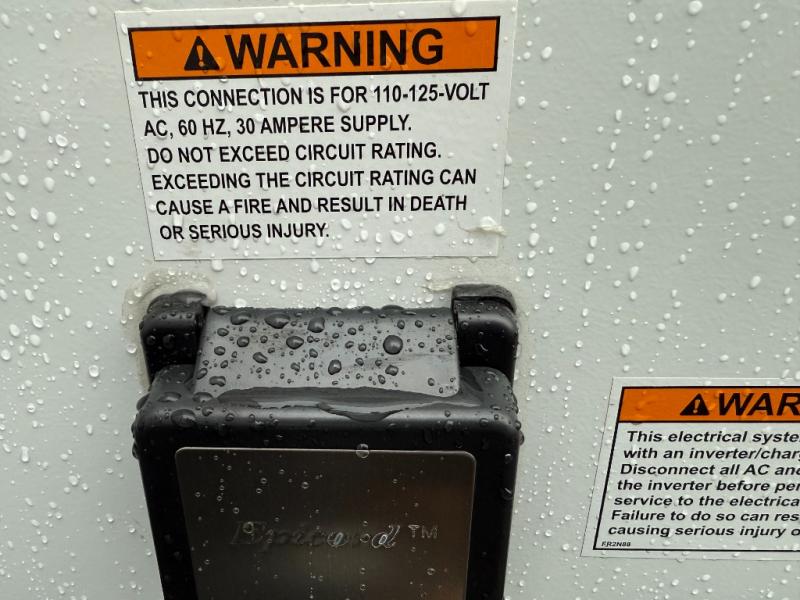 WARNING
THIS CONNECTION IS FOR 110-125-VOLT
AC, 60 HZ, 30 AMPERE SUPPLY.
DO NOT EXCEED CIRCUIT RATING.
EXCEEDING THE CIRCUIT RATING CAN
CAUSE A FIRE AND RESULT IN DEATH
OR SERIOUS INJURY.
TM
WAR
This electrical syste
with an inverter/charg
Disconnect all AC and
the inverter before per
service to the electrica
Failure to do so can res
causing serious injury o